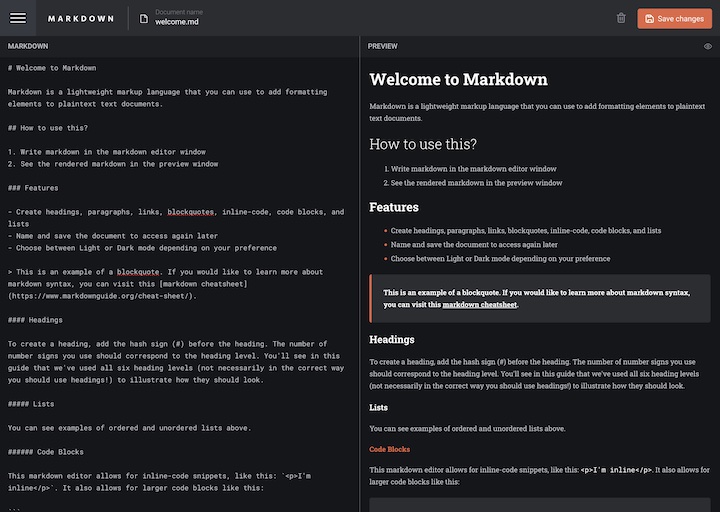 MARKDOWN
Document name
welcome.md
Save changes
MARKDOWN
# Welcome to Markdown
Markdown is a lightweight markup language that you can use to add formatting
elements to plaintext text documents.
## How to use this?
1. Write markdown in the markdown editor window
2. See the rendered markdown in the preview window
### Features
- Create headings, paragraphs, links, blockquotes, inline-code, code blocks, and
lists
- Name and save the document to access again later
- Choose between Light or Dark mode depending on your preference
> This is an example of a blockquote. If you would like to learn more about
markdown syntax, you can visit this [markdown cheatsheet]
(https://www.markdownguide.org/cheat-sheet/).
#### Headings
To create a heading, add the hash sign (#) before the heading. The number of
number signs you use should correspond to the heading level. You'll see in this
guide that we've used all six heading levels (not necessarily in the correct way
you should use headings!) to illustrate how they should look.
##### Lists
You can see examples of ordered and unordered lists above.
###### Code Blocks
This markdown editor allows for inline-code snippets, like this: `<p>I'm
inline</p>`. It also allows for larger code blocks like this:
```
PREVIEW
Welcome to Markdown
Markdown is a lightweight markup language that you can use to add formatting elements to plaintext
text documents.
How to use this?
1. Write markdown in the markdown editor window
2. See the rendered markdown in the preview window
Features
• Create headings, paragraphs, links, blockquotes, inline-code, code blocks, and lists
• Name and save the document to access again later
• Choose between Light or Dark mode depending on your preference
This is an example of a blockquote. If you would like to learn more about markdown syntax,
you can visit this markdown cheatsheet.
Headings
To create a heading, add the hash sign (#) before the heading. The number of number signs you use
should correspond to the heading level. You'll see in this guide that we've used all six heading levels
(not necessarily in the correct way you should use headings!) to illustrate how they should look.
Lists
You can see examples of ordered and unordered lists above.
Code Blocks
This markdown editor allows for inline-code snippets, like this: <p>I'm inline</p>. It also allows for
larger code blocks like this: